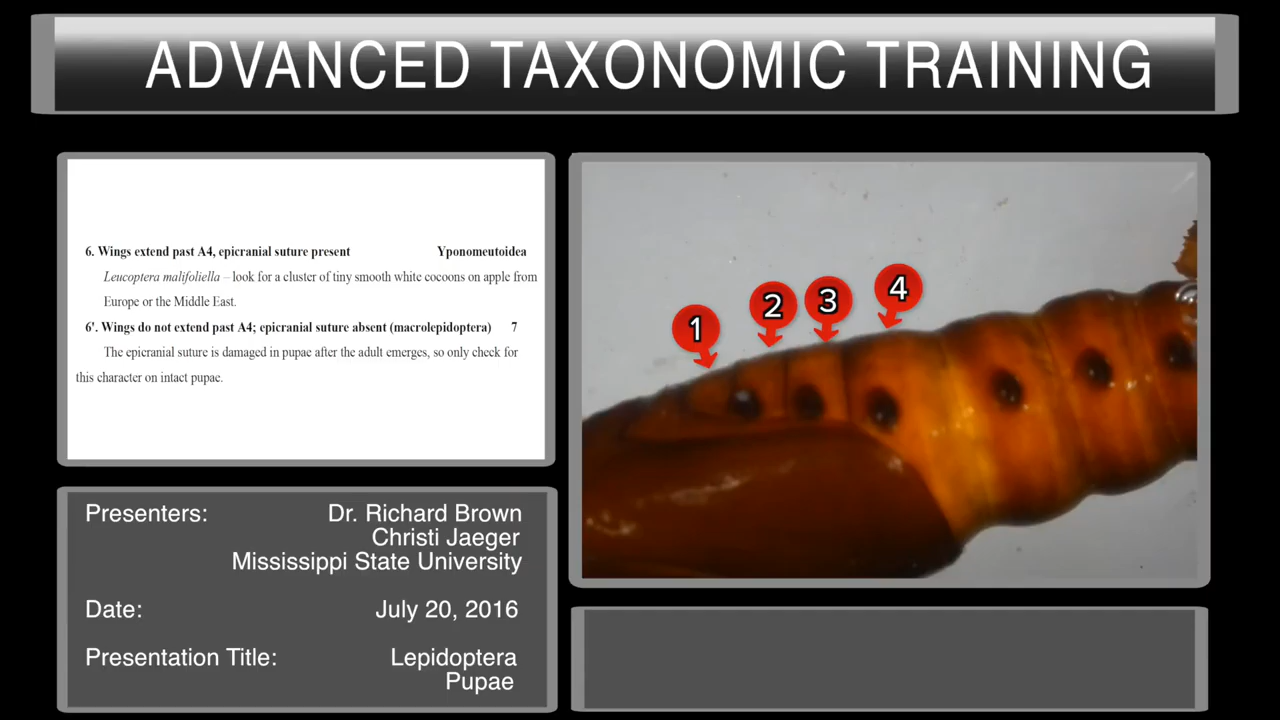 ADVANCED TAXONOMIC TRAINING
6. Wings extend past A4, epicranial suture present Yponomeutoidea
Leucoptera malifoliella – look for a cluster of tiny smooth white cocoons on apple from
Europe or the Middle East.
6'. Wings do not extend past A4; epicranial suture absent (macrolepidoptera) 7
The epicranial suture is damaged in pupae after the adult emerges, so only check for
this character on intact pupae.
1
2
3
4
Presenters: Dr. Richard Brown
Christi Jaeger
Mississippi State University
Date: July 20, 2016
Presentation Title: Lepidoptera
Pupae